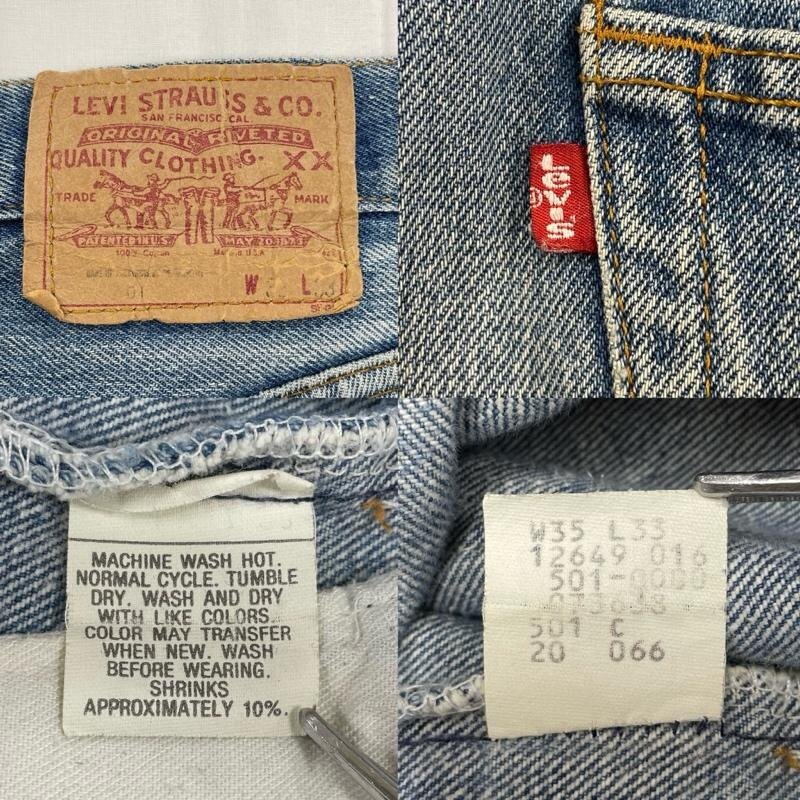 LEVI STRAUSS & CO.
SAN FRANCISCO, CAL
ORIGINAL RIVETED
QUALITY CLOTHING. XX
TRADE MARK
PATENTED IN U.S. MAY 20 1873
100% Cotton Made in U.S.A.
W L33
Levi's
®
MACHINE WASH HOT.
NORMAL CYCLE. TUMBLE
DRY. WASH AND DRY
WITH LIKE COLORS.
COLOR MAY TRANSFER
WHEN NEW. WASH
BEFORE WEARING.
SHRINKS
APPROXIMATELY 10%.
W35 L33
12649 016
501-0000
501 C
20 066